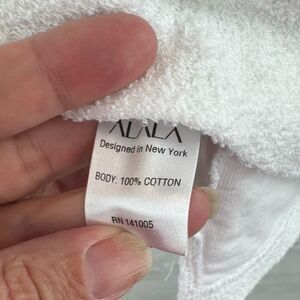 ALALA
Designed in New York
BODY: 100% COTTON
RN 141005